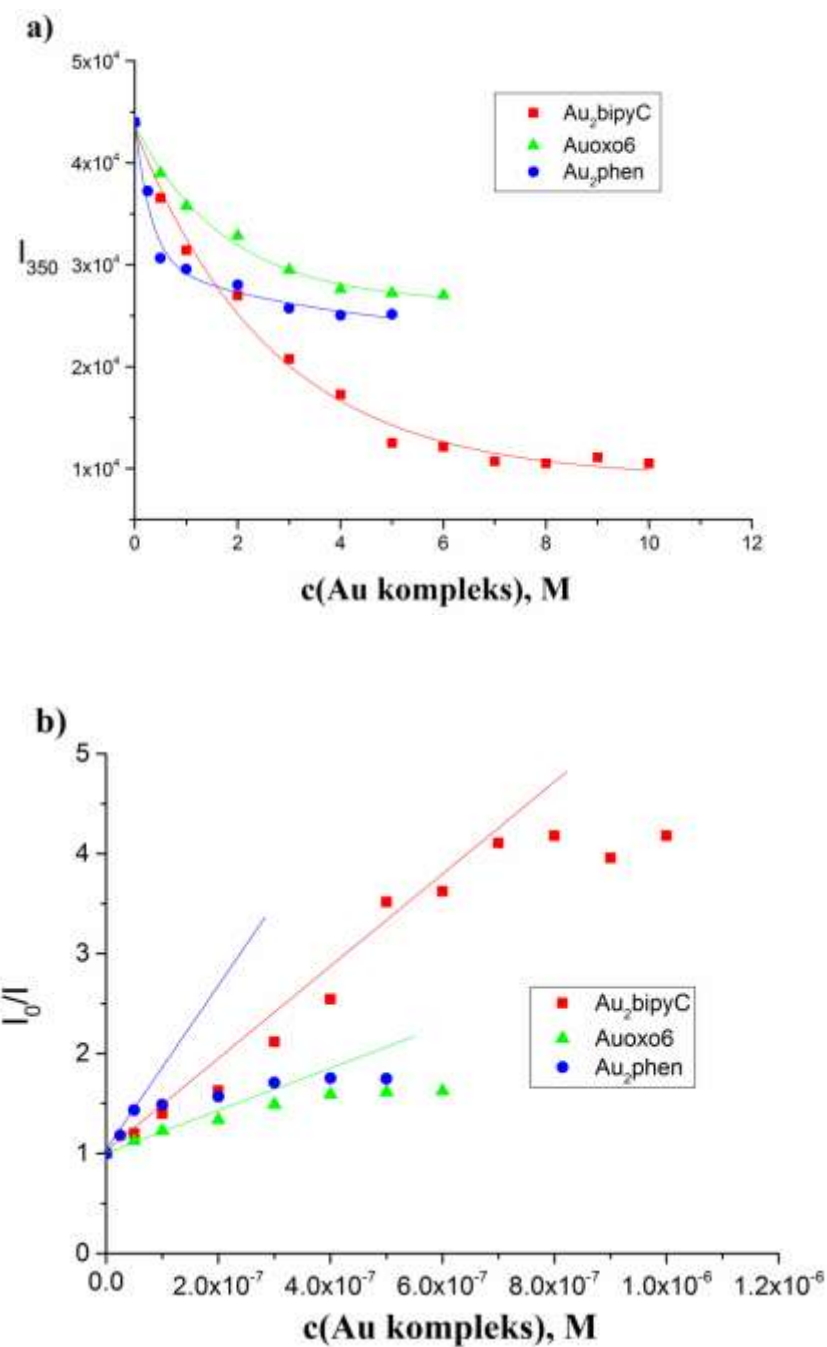 a)
5x10⁴
4x10⁴
3x10⁴
2x10⁴
1x10⁴
I₃₅₀
Au₂bipyC
Auoxo6
Au₂phen
0 2 4 6 8 10 12
c(Au kompleks), M
b)
5
4
3
2
1
0
I₀/I
Au₂bipyC
Auoxo6
Au₂phen
0.0 2.0x10⁻⁷ 4.0x10⁻⁷ 6.0x10⁻⁷ 8.0x10⁻⁷ 1.0x10⁻⁶ 1.2x10⁻⁶
c(Au kompleks), M